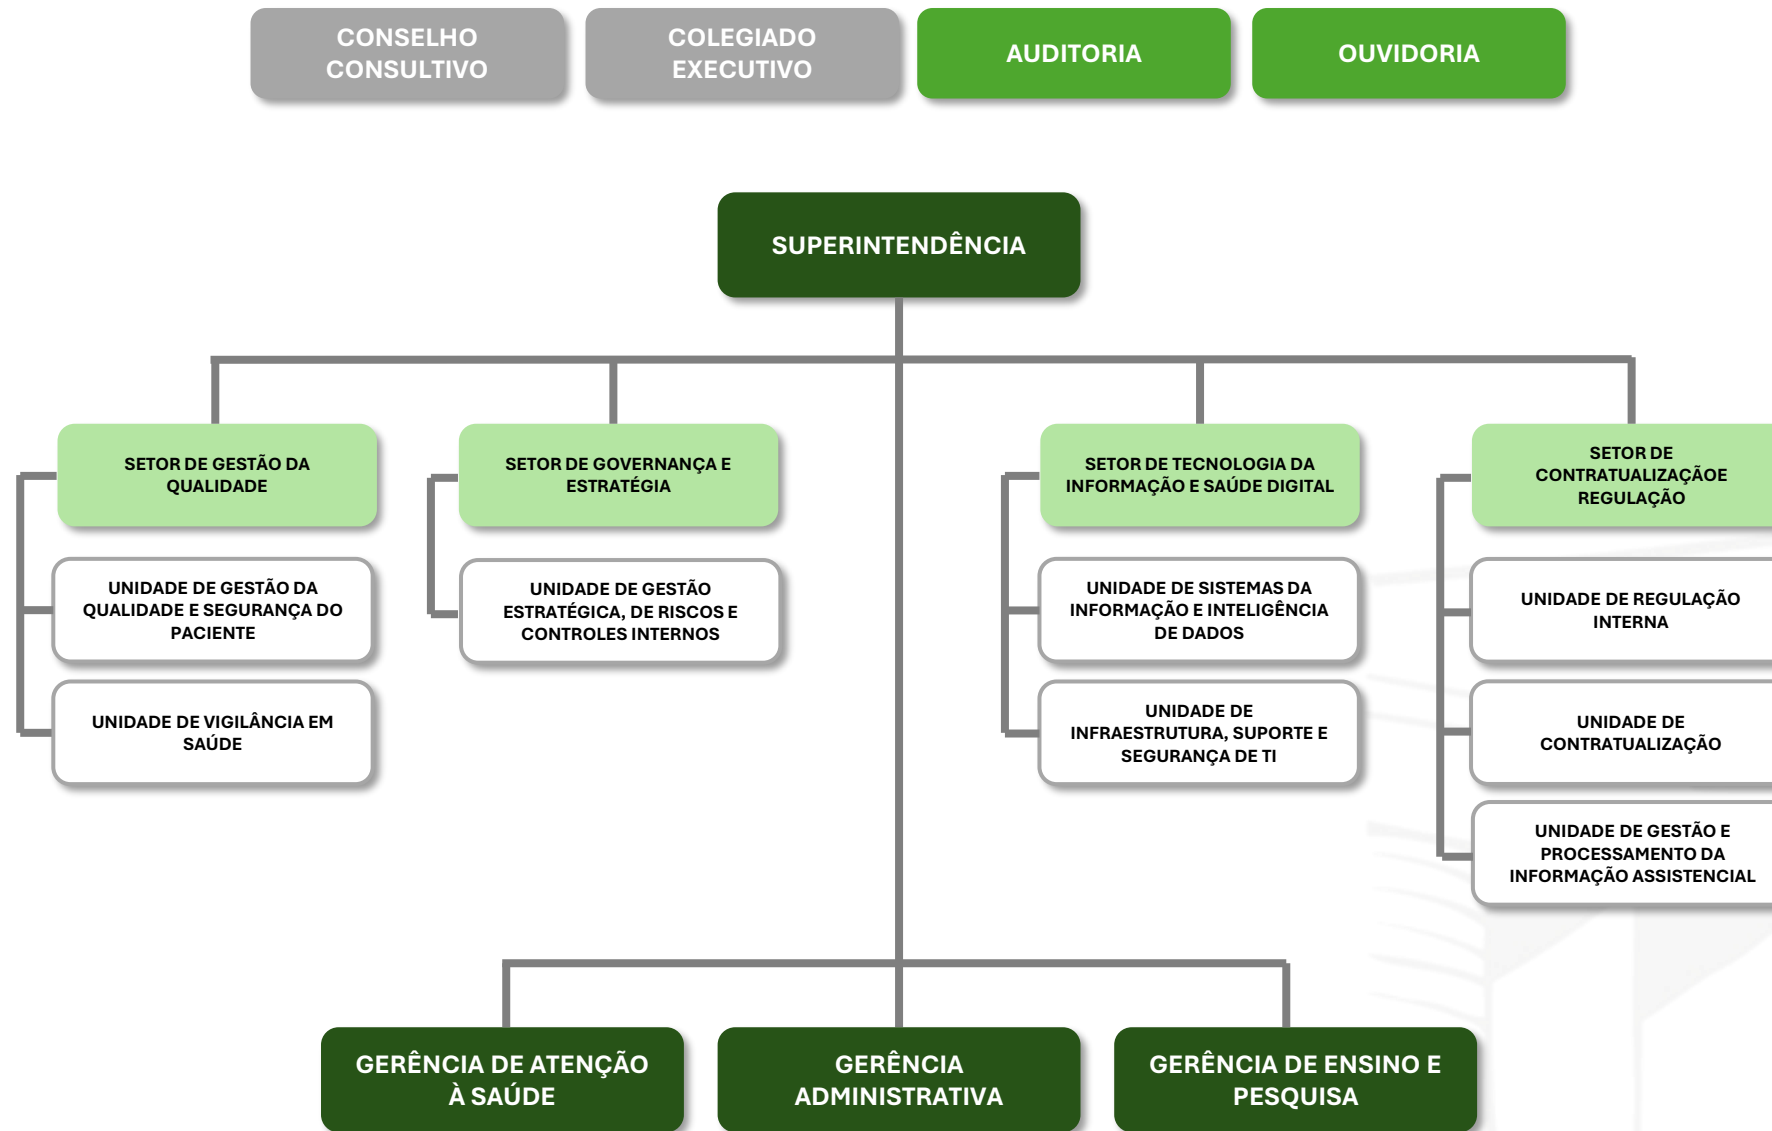 CONSELHO
CONSULTIVO
COLEGIADO
EXECUTIVO
AUDITORIA
OUVIDORIA
SUPERINTENDÊNCIA
SETOR DE GESTÃO DA
QUALIDADE
UNIDADE DE GESTÃO DA
QUALIDADE E SEGURANÇA DO
PACIENTE
UNIDADE DE VIGILÂNCIA EM
SAÚDE
SETOR DE GOVERNANÇA E
ESTRATÉGIA
UNIDADE DE GESTÃO
ESTRATÉGICA, DE RISCOS E
CONTROLES INTERNOS
SETOR DE TECNOLOGIA DA
INFORMAÇÃO E SAÚDE DIGITAL
UNIDADE DE SISTEMAS DA
INFORMAÇÃO E INTELIGÊNCIA
DE DADOS
UNIDADE DE
INFRAESTRUTURA, SUPORTE E
SEGURANÇA DE TI
SETOR DE
CONTRATUALIZAÇÃOE
REGULAÇÃO
UNIDADE DE REGULAÇÃO
INTERNA
UNIDADE DE
CONTRATUALIZAÇÃO
UNIDADE DE GESTÃO E
PROCESSAMENTO DA
INFORMAÇÃO ASSISTENCIAL
GERÊNCIA DE ATENÇÃO
À SAÚDE
GERÊNCIA
ADMINISTRATIVA
GERÊNCIA DE ENSINO E
PESQUISA